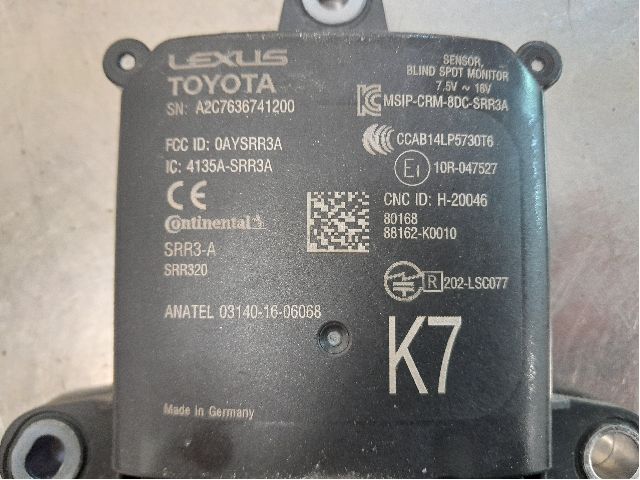 LEXUS
TOYOTA
SN: A2C7636741200
FCC ID: OAYSRR3A
IC: 4135A-SRR3A
CE
Continental
SRR3-A
SRR320
ANATEL 03140-16-06068
Made in Germany
SENSOR,
BLIND SPOT MONITOR
7.5V ~ 18V
MSIP-CRM-8DC-SRR3A
CCAB14LP5730T6
E1 10R-047527
CNC ID: H-20046
80168
88162-K0010
R 202-LSC077
K7